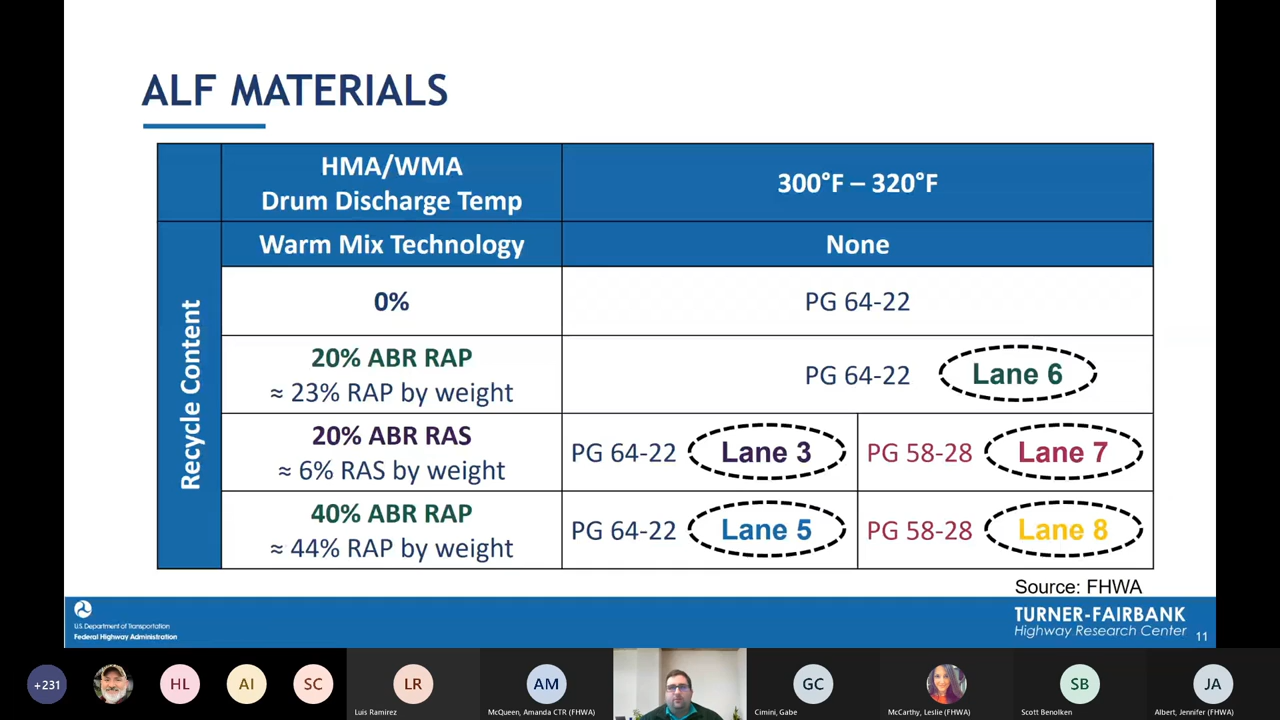 ALF MATERIALS
HMA/WMA
Drum Discharge Temp
300°F – 320°F
Warm Mix Technology
None
Recycle Content
0%
PG 64-22
20% ABR RAP
≈ 23% RAP by weight
PG 64-22
Lane 6
20% ABR RAS
≈ 6% RAS by weight
PG 64-22
Lane 3
PG 58-28
Lane 7
40% ABR RAP
≈ 44% RAP by weight
PG 64-22
Lane 5
PG 58-28
Lane 8
Source: FHWA
U.S. Department of Transportation
Federal Highway Administration
TURNER-FAIRBANK
Highway Research Center
11
+231
HL
AI
SC
LR
Luis Ramirez
AM
McQueen, Amanda CTR (FHWA)
GC
Cimini, Gabe
McCarthy, Leslie (FHWA)
SB
Scott Benolken
JA
Albert, Jennifer (FHWA)